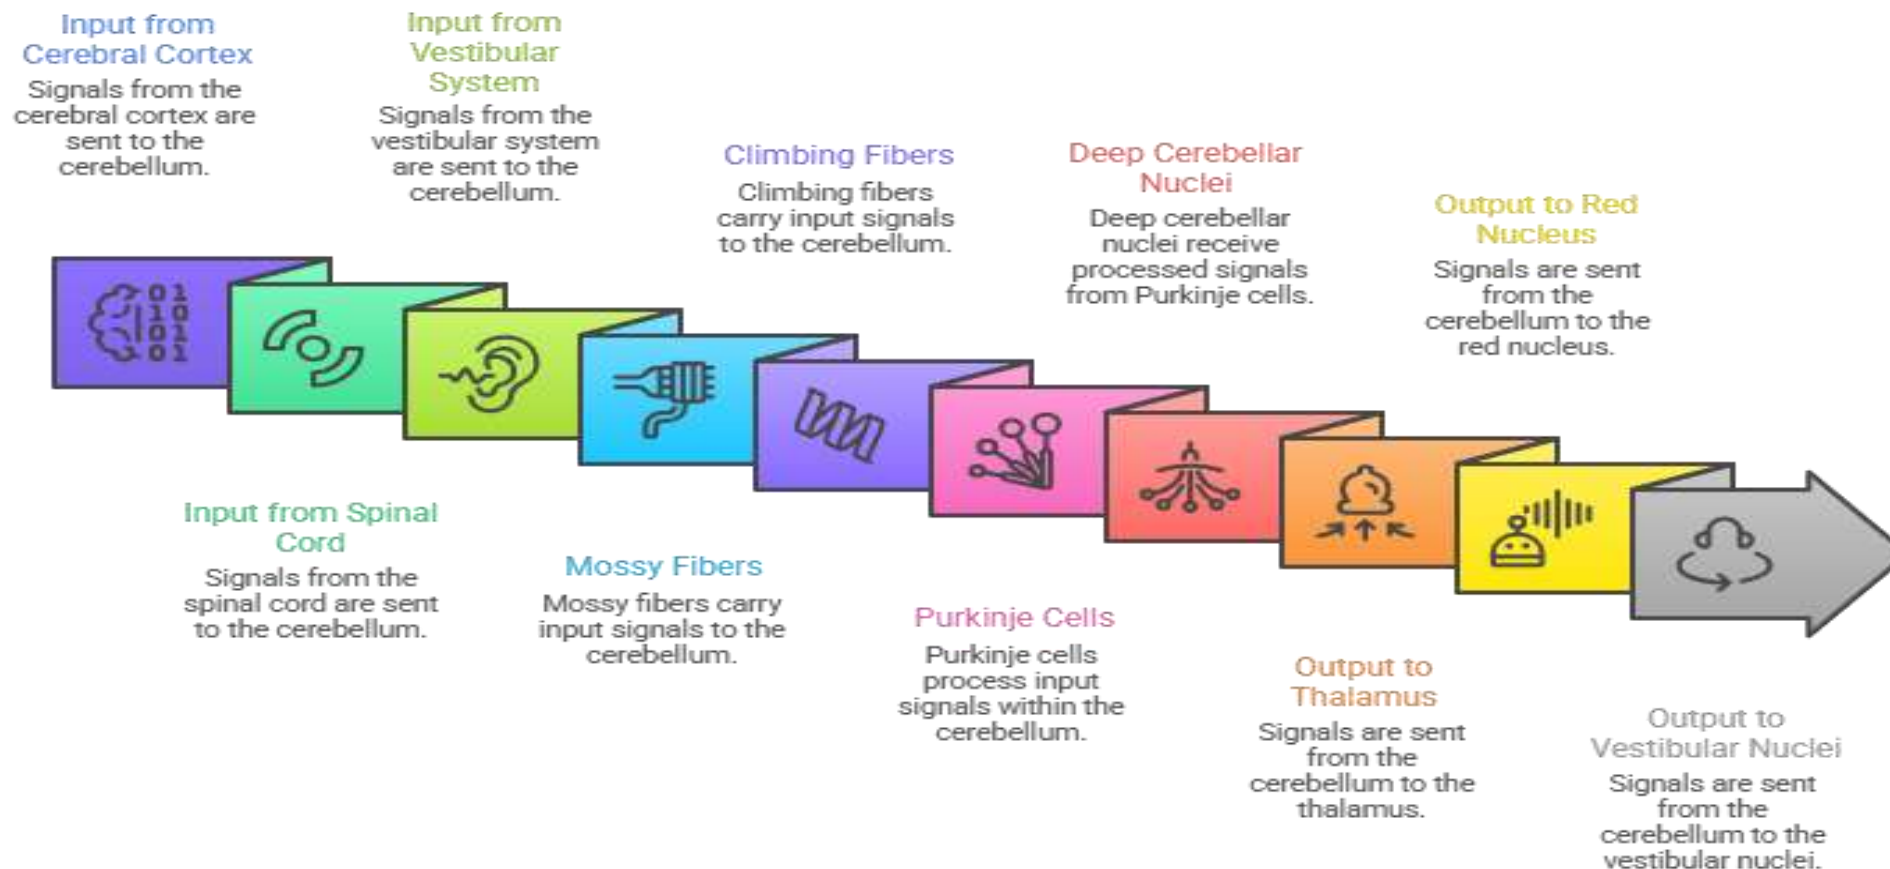 Input from
Cerebral Cortex
Signals from the
cerebral cortex are
sent to the
cerebellum.
Input from Spinal
Cord
Signals from the
spinal cord are sent
to the cerebellum.
Input from
Vestibular
System
Signals from the
vestibular system
are sent to the
cerebellum.
Mossy Fibers
Mossy fibers carry
input signals to the
cerebellum.
Climbing Fibers
Climbing fibers
carry input signals
to the cerebellum.
Purkinje Cells
Purkinje cells
process input
signals within the
cerebellum.
Deep Cerebellar
Nuclei
Deep cerebellar
nuclei receive
processed signals
from Purkinje cells.
Output to
Thalamus
Signals are sent
from the
cerebellum to the
thalamus.
Output to Red
Nucleus
Signals are sent
from the
cerebellum to the
red nucleus.
Output to
Vestibular Nuclei
Signals are sent
from the
cerebellum to the
vestibular nuclei.
01
10
01
01